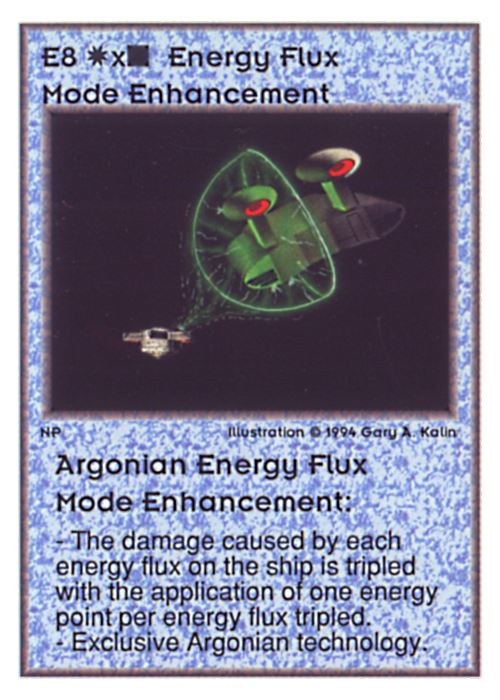 E8 ✷x■ Energy Flux
Mode Enhancement
NP
Illustration © 1994 Gary A. Kalin
Argonian Energy Flux
Mode Enhancement:
- The damage caused by each
energy flux on the ship is tripled
with the application of one energy
point per energy flux tripled.
- Exclusive Argonian technology.